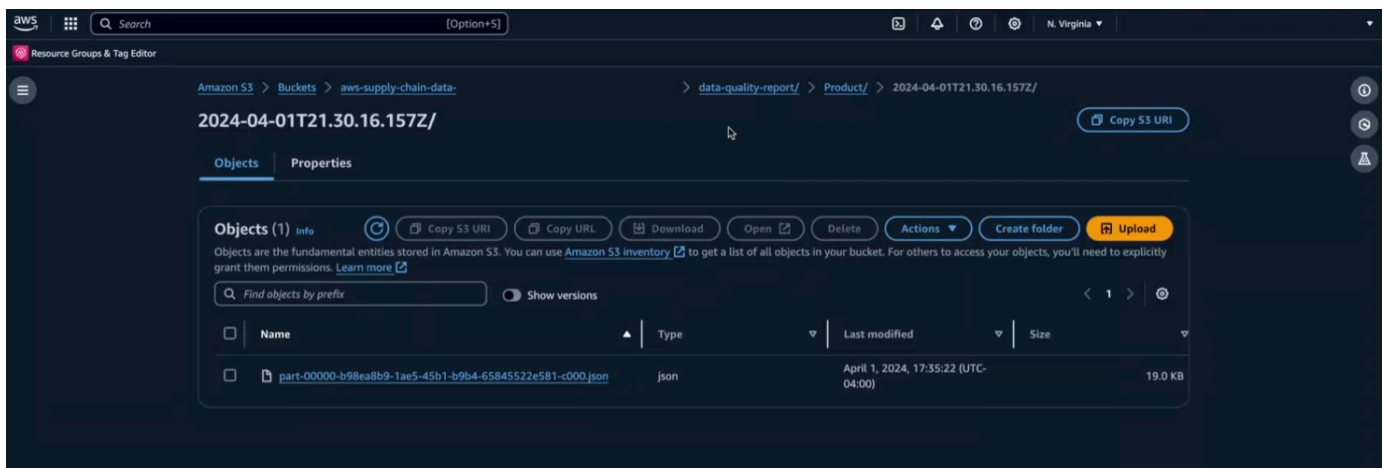 aws
Search [Option+S] N. Virginia
Resource Groups & Tag Editor
Amazon S3 > Buckets > aws-supply-chain-data- > data-quality-report/ > Product/ > 2024-04-01T21.30.16.157Z/
2024-04-01T21.30.16.157Z/ Copy S3 URI
Objects Properties
Objects (1) Info Copy S3 URI Copy URL Download Open Delete Actions Create folder Upload
Objects are the fundamental entities stored in Amazon S3. You can use Amazon S3 inventory to get a list of all objects in your bucket. For others to access your objects, you'll need to explicitly
grant them permissions. Learn more
Find objects by prefix Show versions 1
Name Type Last modified Size
part-00000-b98ea8b9-1ae5-45b1-b9b4-65845522e581-c000.json json April 1, 2024, 17:35:22 (UTC-
04:00) 19.0 KB